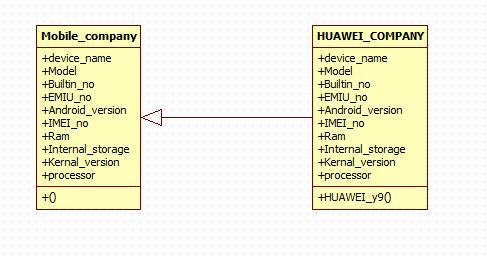 Mobile_company
+device_name
+Model
+Builtin_no
+EMIU_no
+Android_version
+IMEI_no
+Ram
+Internal_storage
+Kernal_version
+processor
+()
HUAWEI_COMPANY
+device_name
+Model
+Builtin_no
+EMIU_no
+Android_version
+IMEI_no
+Ram
+Internal_storage
+Kernal_version
+processor
+HUAWEI_y9()